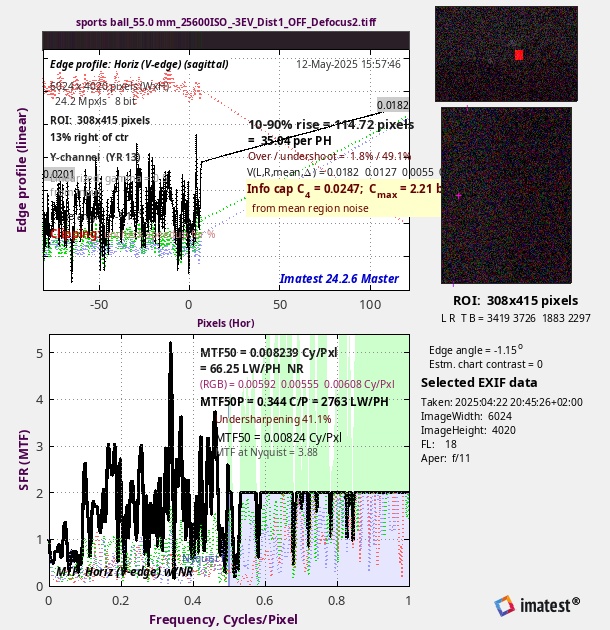 sports ball_55.0 mm_25600ISO_-3EV_Dist1_OFF_Defocus2.tiff
Edge profile: Horiz (V-edge) (sagittal)
12-May-2025 15:57:46
6024 x 4020 pixels (WxH)
24.2 Mpxls 8 bit
0.0182
ROI: 308x415 pixels
10-90% rise = 114.72 pixels
13% right of ctr
= 35.04 per PH
Y-channel (YR 13)
Over / undershoot = 1.8% / 49.1%
0.0201
V(L,R,mean,△) = 0.0182 0.0127 0.0055
Info cap C4 = 0.0247; Cmax = 2.21 b
from mean region noise
Clipping
%
Imatest 24.2.6 Master
Edge profile (linear)
-50 0 50 100
Pixels (Hor)
ROI: 308x415 pixels
L R T B = 3419 3726 1883 2297
Edge angle = -1.15°
Estm. chart contrast = 0
Selected EXIF data
Taken: 2025:04:22 20:45:26+02:00
ImageWidth: 6024
ImageHeight: 4020
FL: 18
Aper: f/11
MTF50 = 0.008239 Cy/Pxl
= 66.25 LW/PH NR
(RGB) = 0.00592 0.00555 0.00608 Cy/Pxl
MTF50P = 0.344 C/P = 2763 LW/PH
Undersharpening 41.1%
MTF50 = 0.00824 Cy/Pxl
MTF at Nyquist = 3.88
Nyquist
MTF: Horiz (V-edge) w/NR
SFR (MTF)
5
4
3
2
1
0
0 0.2 0.4 0.6 0.8 1
Frequency, Cycles/Pixel
imatest®